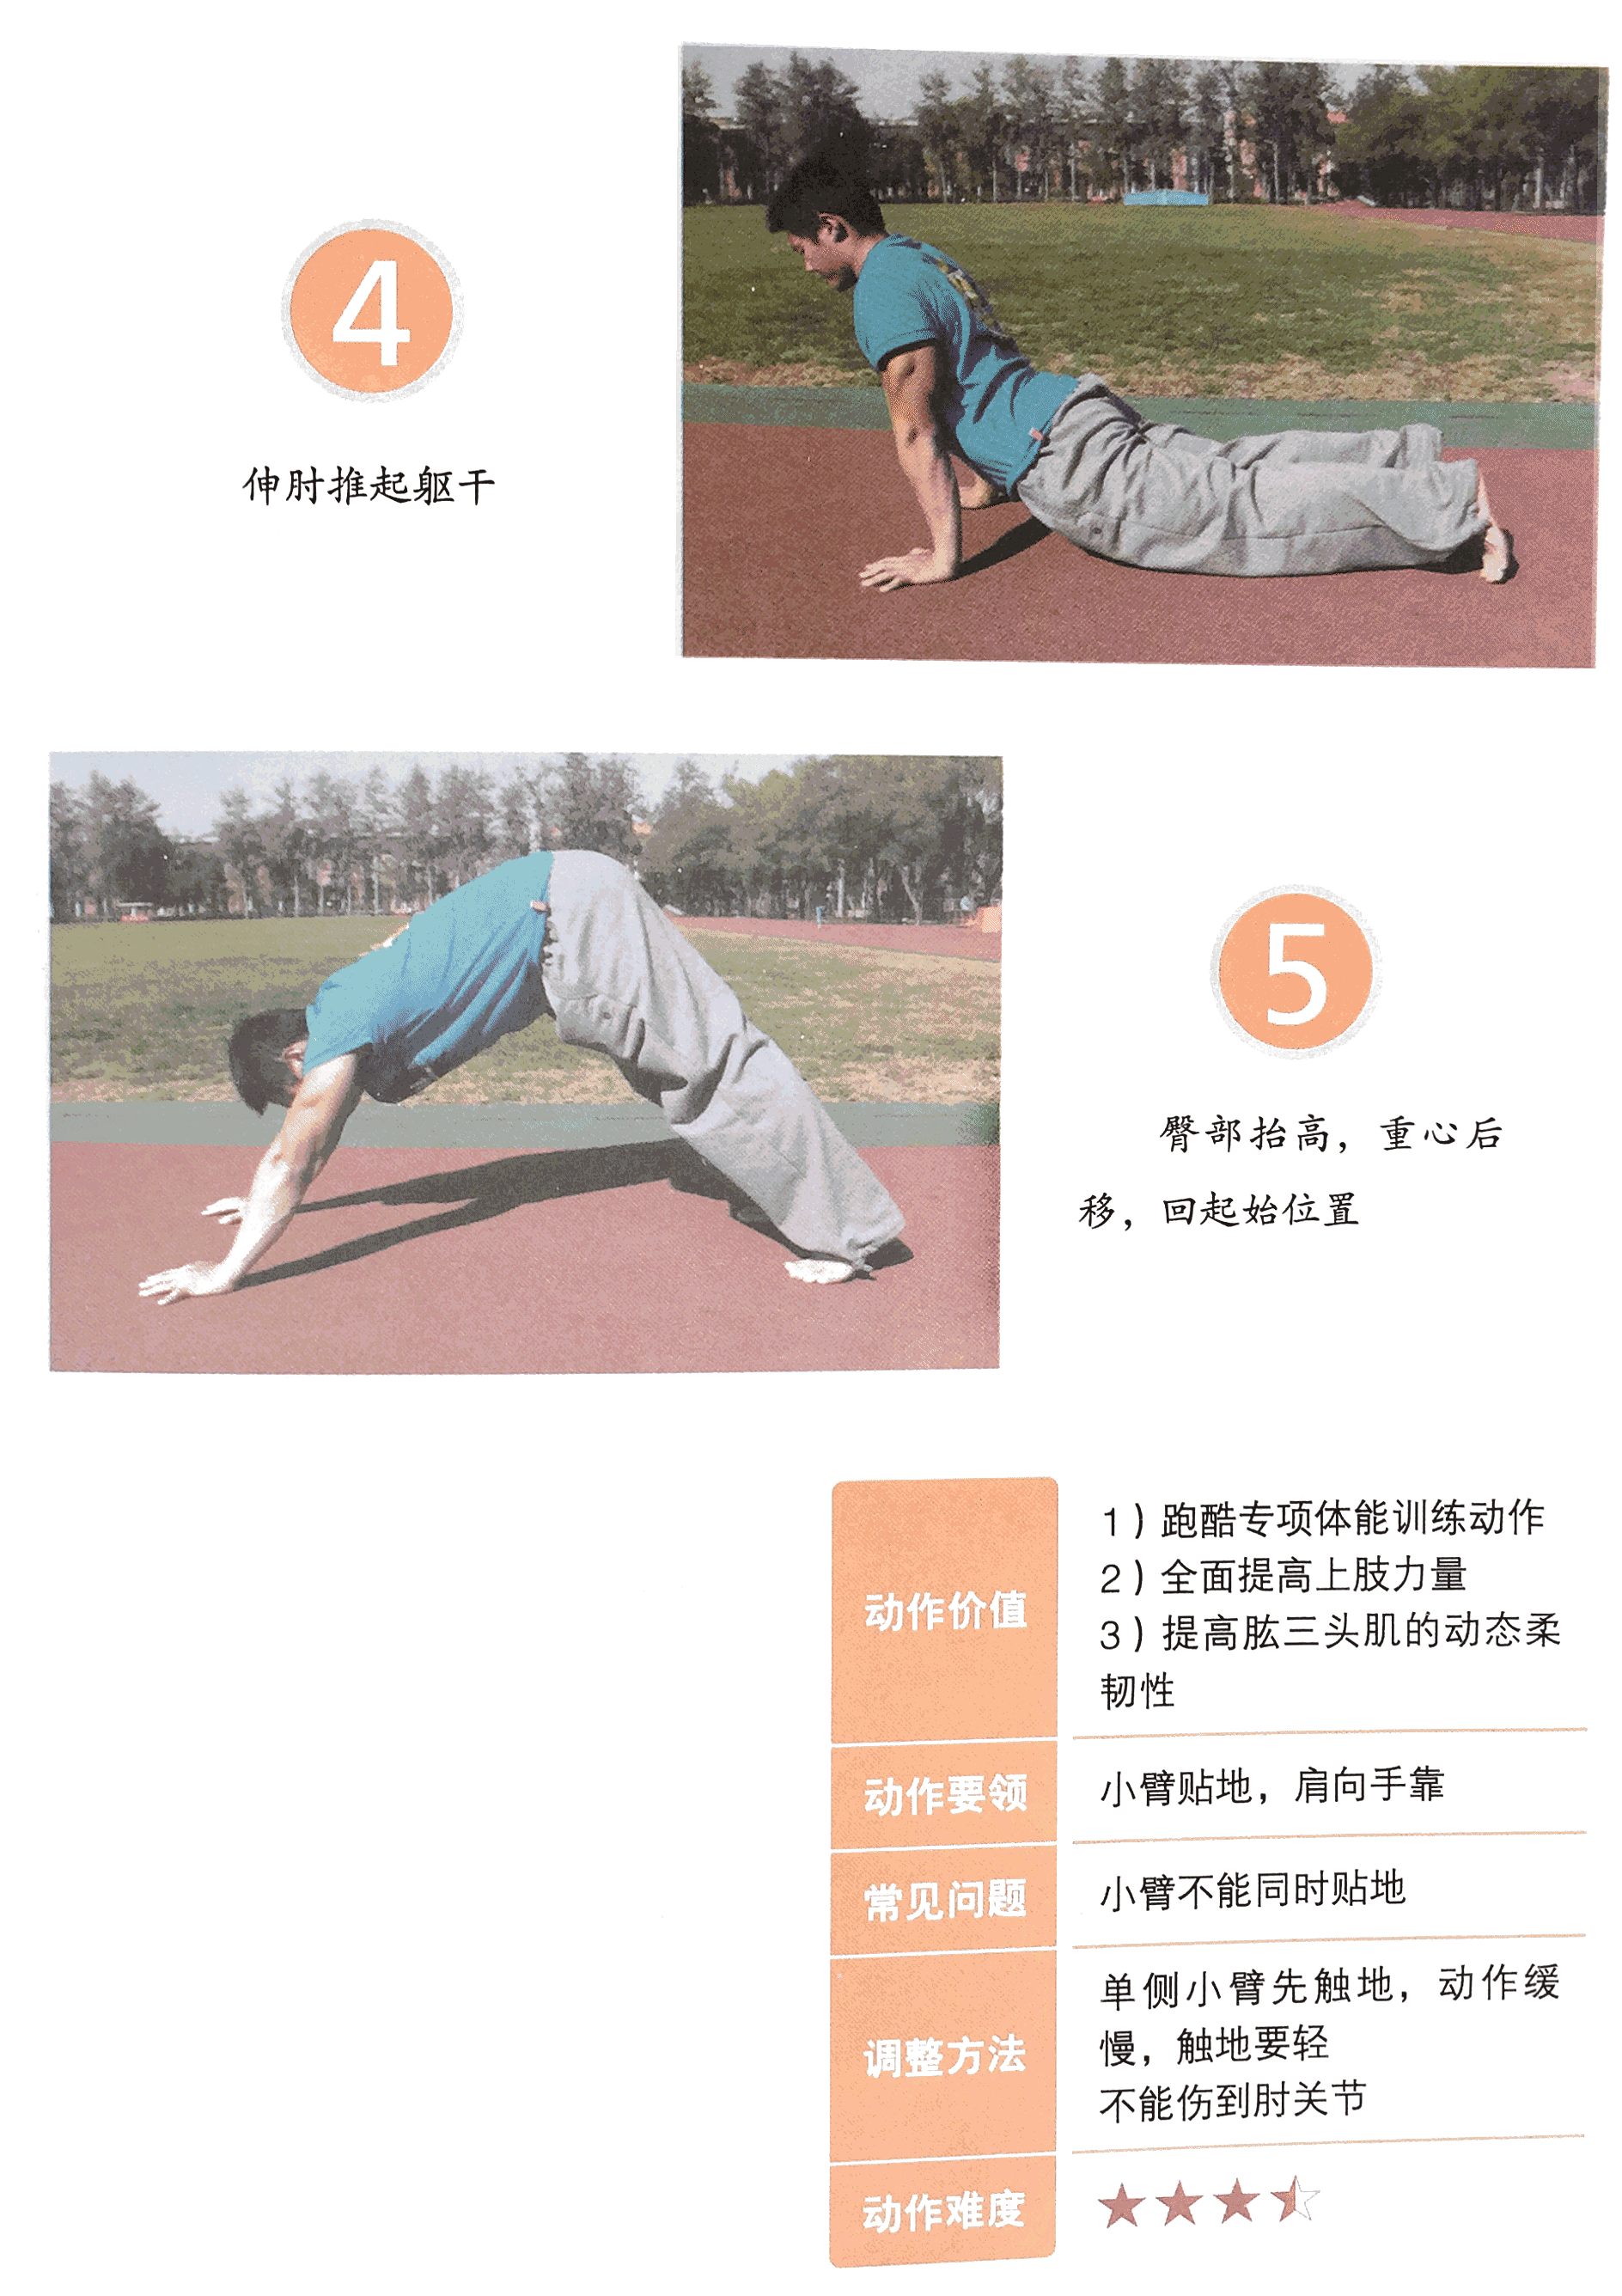 4
伸肘推起躯干
5
臀部抬高，重心后
移，回起始位置
动作价值
1）跑酷专项体能训练动作
2）全面提高上肢力量
3）提高肱三头肌的动态柔
韧性
动作要领
小臂贴地，肩向手靠
常见问题
小臂不能同时贴地
调整方法
单侧小臂先触地，动作缓
慢，触地要轻
不能伤到肘关节
动作难度